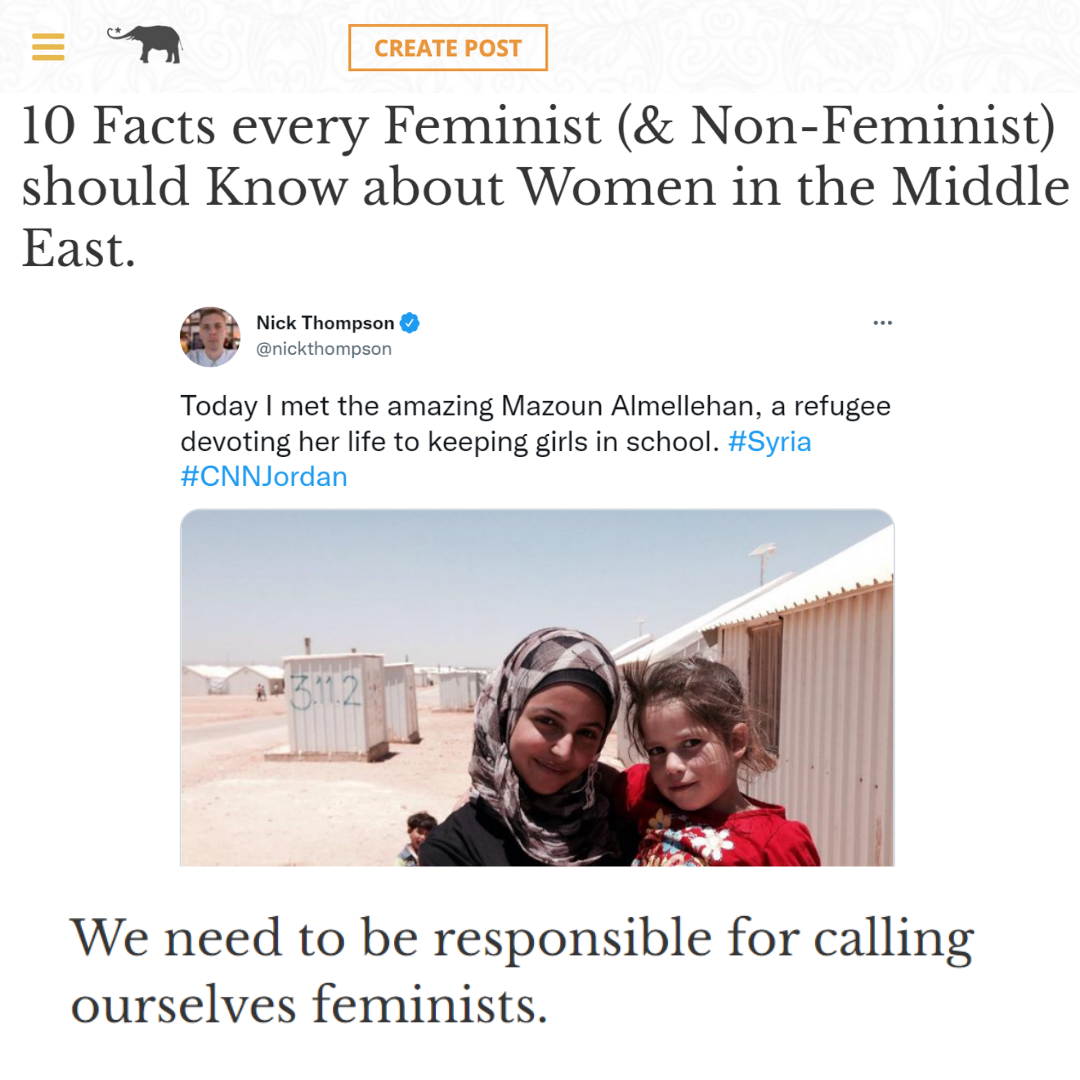 CREATE POST
10 Facts every Feminist (& Non-Feminist)
should Know about Women in the Middle
East.
Nick Thompson
@nickthompson
Today I met the amazing Mazoun Almellehan, a refugee
devoting her life to keeping girls in school. #Syria
#CNNJordan
3.11.2
We need to be responsible for calling
ourselves feminists.